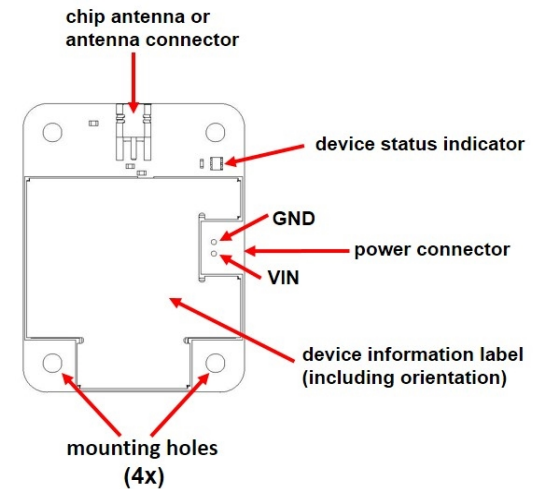 chip antenna or
antenna connector
device status indicator
GND
power connector
VIN
device information label
(including orientation)
mounting holes
(4x)